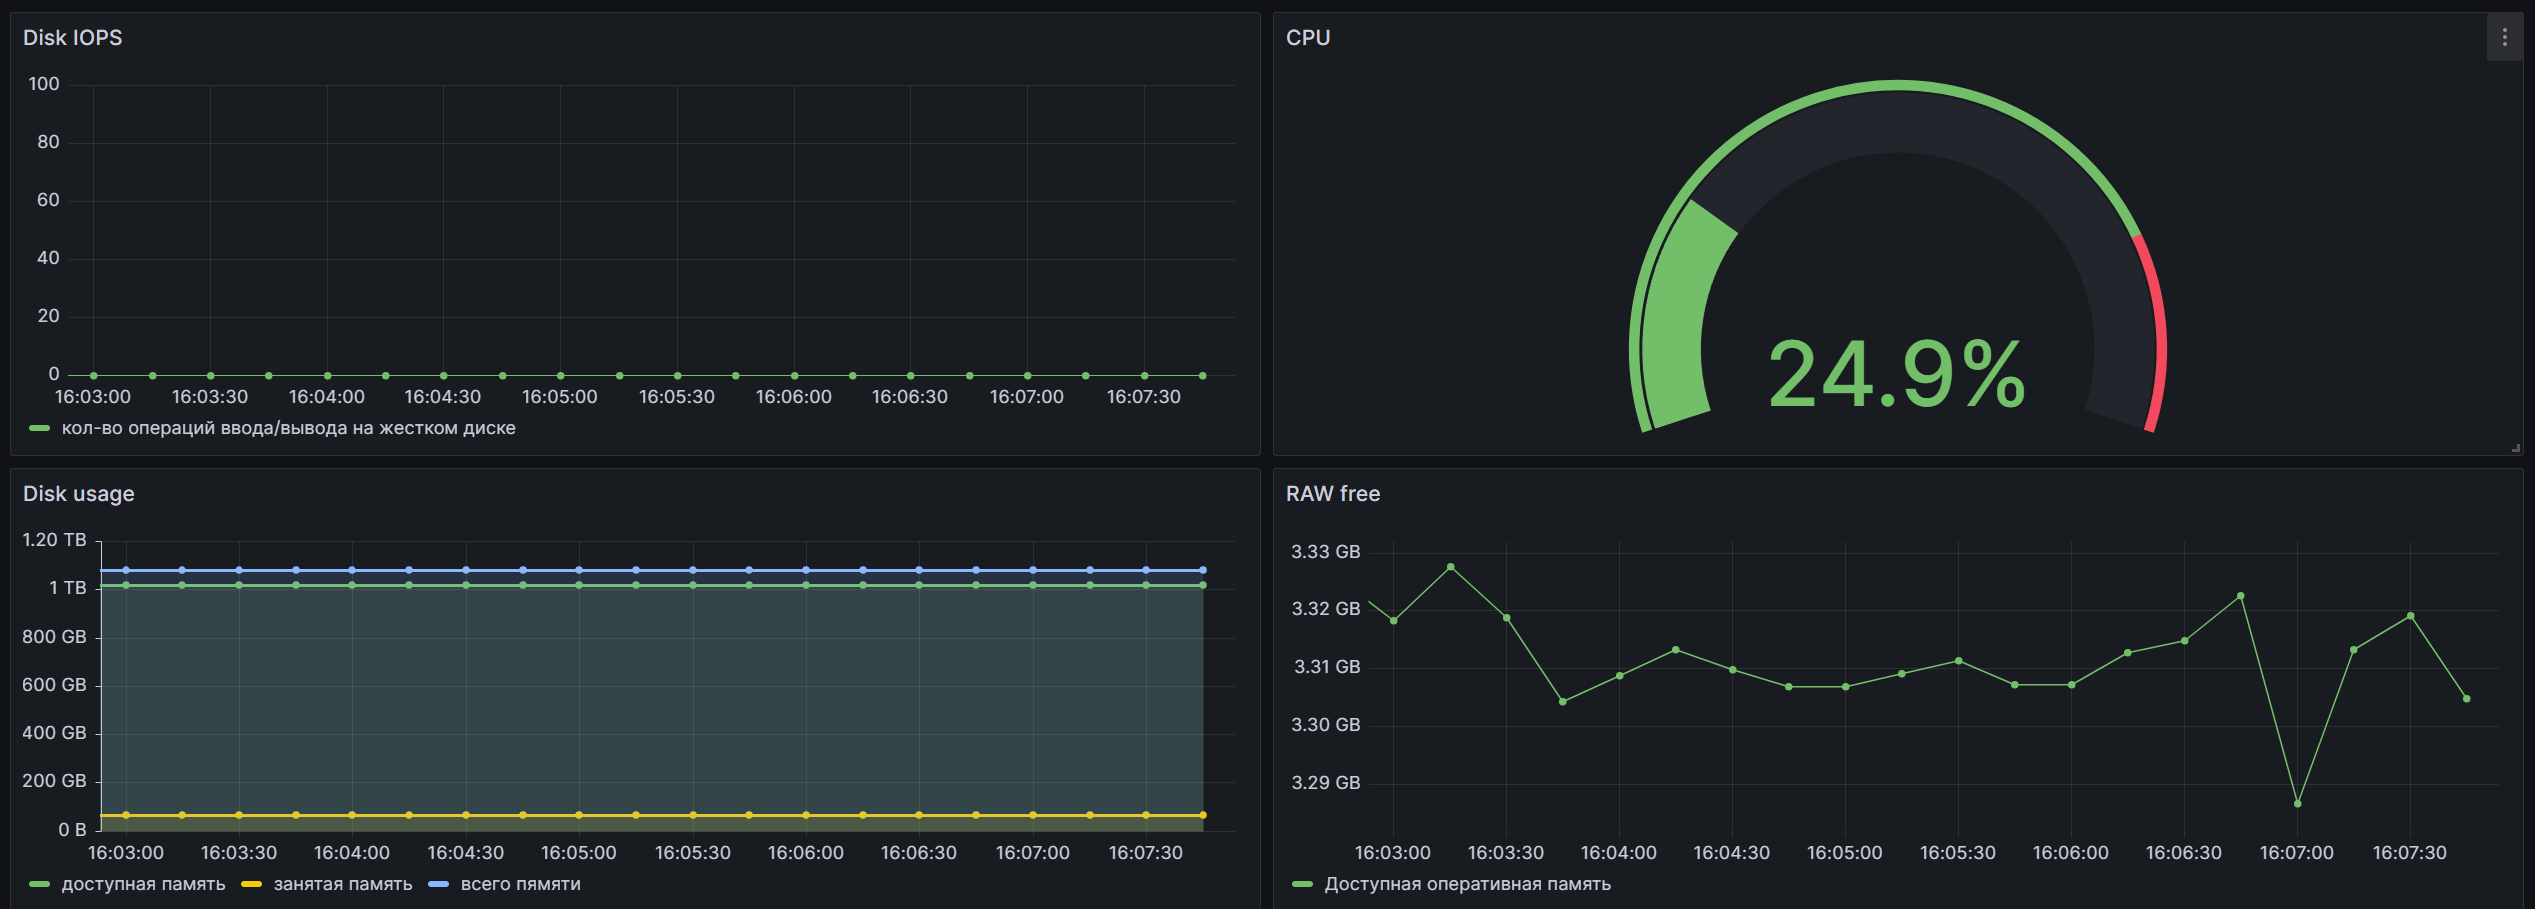 Disk IOPS
100
80
60
40
20
0
16:03:00 16:03:30 16:04:00 16:04:30 16:05:00 16:05:30 16:06:00 16:06:30 16:07:00 16:07:30
кол-во операций ввода/вывода на жестком диске
CPU
24.9%
Disk usage
1.20 TB
1 TB
800 GB
600 GB
400 GB
200 GB
0 B
16:03:00 16:03:30 16:04:00 16:04:30 16:05:00 16:05:30 16:06:00 16:06:30 16:07:00 16:07:30
доступная память занятая память всего пямяти
RAW free
3.33 GB
3.32 GB
3.31 GB
3.30 GB
3.29 GB
16:03:00 16:03:30 16:04:00 16:04:30 16:05:00 16:05:30 16:06:00 16:06:30 16:07:00 16:07:30
Доступная оперативная память